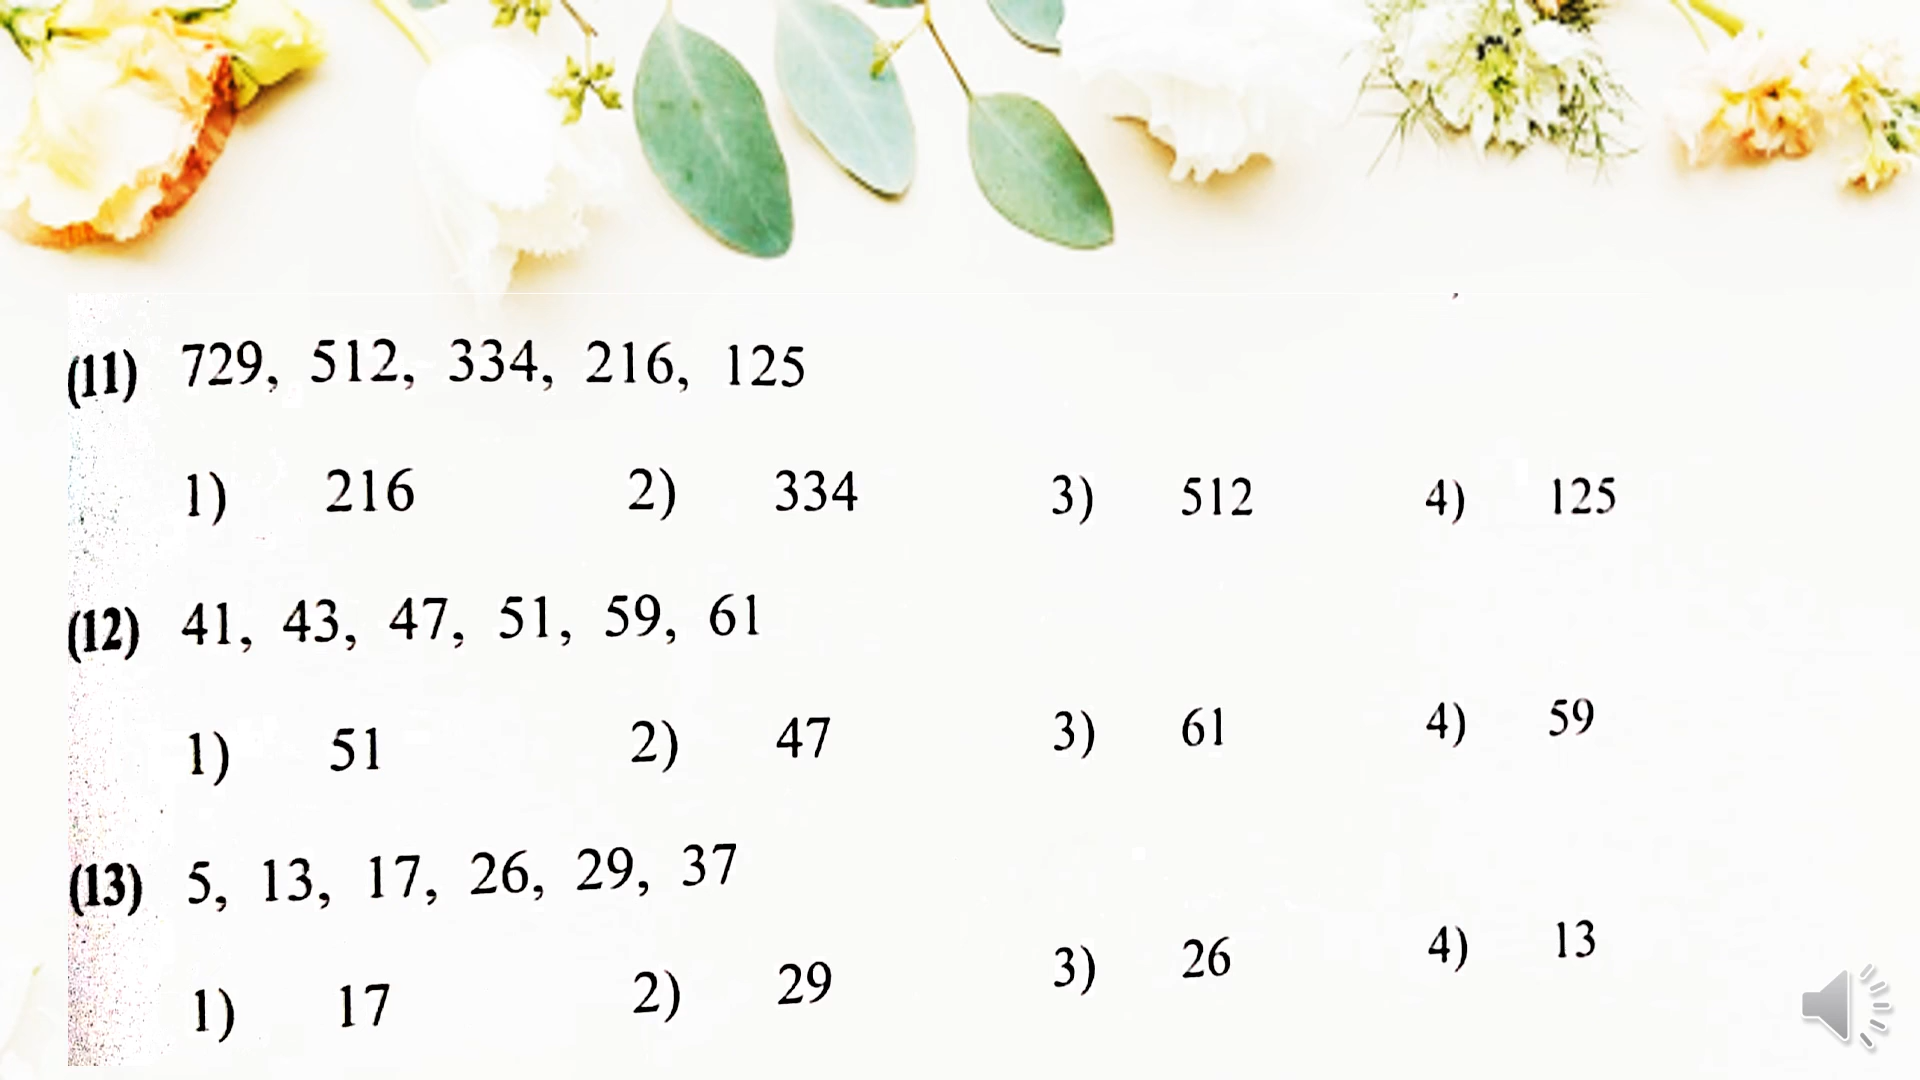 (11) 729, 512, 334, 216, 125
1) 216 2) 334 3) 512 4) 125
(12) 41, 43, 47, 51, 59, 61
1) 51 2) 47 3) 61 4) 59
(13) 5, 13, 17, 26, 29, 37
1) 17 2) 29 3) 26 4) 13